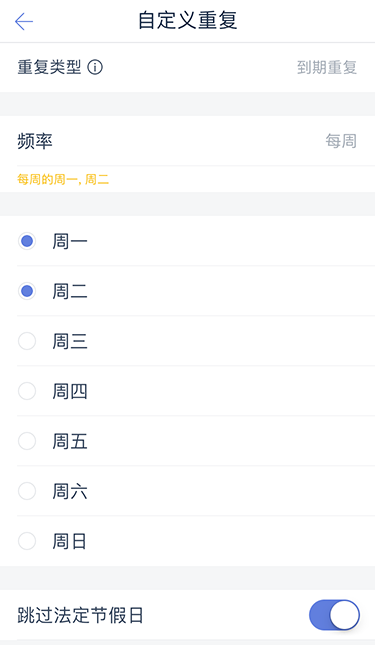 自定义重复
重复类型 到期重复
频率 每周
每周的周一, 周二
周一
周二
周三
周四
周五
周六
周日
跳过法定节假日